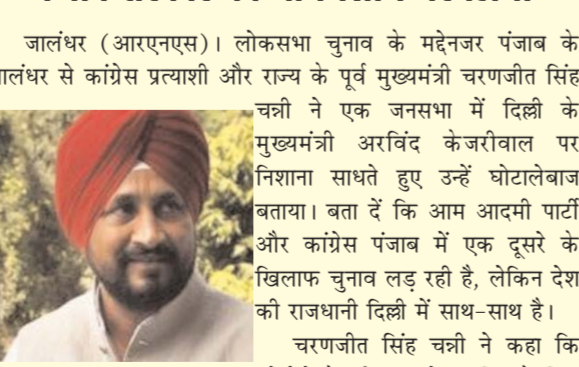 जालंधर (आरएनएस)। लोकसभा चुनाव के मद्देनजर पंजाब के
जालंधर से कांग्रेस प्रत्याशी और राज्य के पूर्व मुख्यमंत्री चरणजीत सिंह
चन्नी ने एक जनसभा में दिल्ली के
मुख्यमंत्री अरविंद केजरीवाल पर
निशाना साधते हुए उन्हें घोटालेबाज
बताया। बता दें कि आम आदमी पार्टी
और कांग्रेस पंजाब में एक दूसरे के
खिलाफ चुनाव लड़ रही है, लेकिन देश
की राजधानी दिल्ली में साथ-साथ है।
चरणजीत सिंह चन्नी ने कहा कि